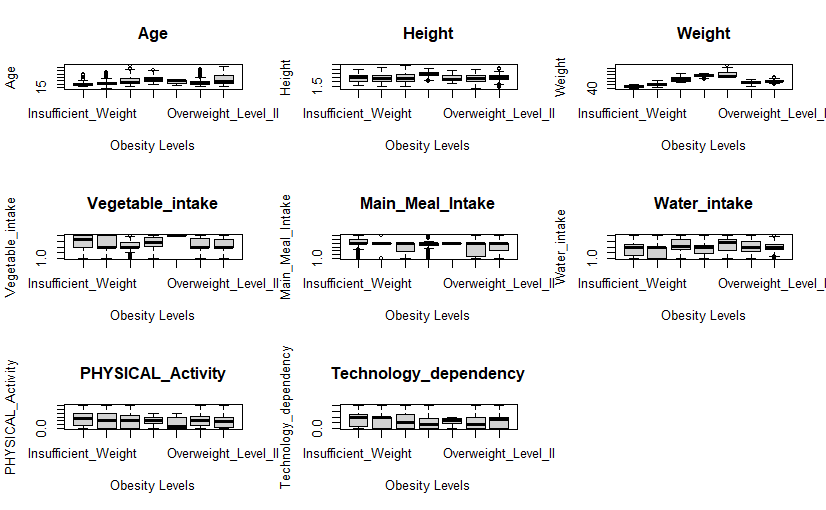 Age
Age
15
Insufficient_Weight
Overweight_Level_II
Obesity Levels
Height
Height
1.5
Overweight_Level_II
Insufficient_Weight
Obesity Levels
Weight
Weight
40
Insufficient_Weight
Overweight_Level_II
Obesity Levels
Vegetable_intake
Vegetable_intake
1.0
Insufficient_Weight
Overweight_Level_II
Obesity Levels
Main_Meal_Intake
Main_Meal_Intake
1.0
Insufficient_Weight
Overweight_Level_II
Obesity Levels
Water_intake
Water_intake
1.0
Insufficient_Weight
Overweight_Level_II
Obesity Levels
PHYSICAL_Activity
PHYSICAL_Activity
0.0
Insufficient_Weight
Overweight_Level_II
Obesity Levels
Technology_dependency
Technology_dependency
0.0
Insufficient_Weight
Overweight_Level_II
Obesity Levels